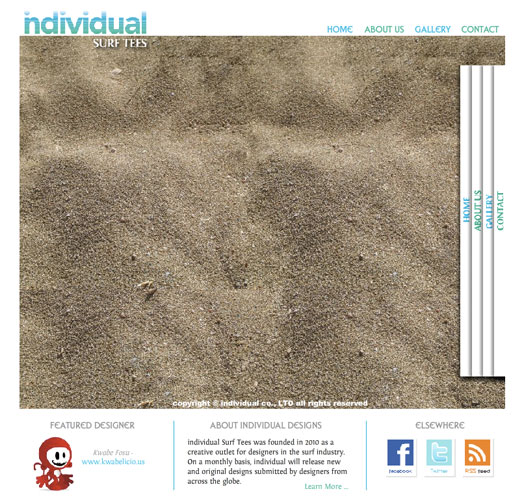 individual
SURF TEES
HOME ABOUT US GALLERY CONTACT
HOME
ABOUT US
GALLERY
CONTACT
copyright © individual co., LTD all rights reserved
FEATURED DESIGNER
Kwabe Foxx -
www.kwabelicio.us
ABOUT INDIVIDUAL DESIGNS
individual Surf Tees was founded in 2010 as a
creative outlet for designers in the surf industry.
On a monthly basis, individual will release new
and original designs submitted by designers from
across the globe.
Learn More ...
ELSEWHERE
facebook Twitter RSS feed